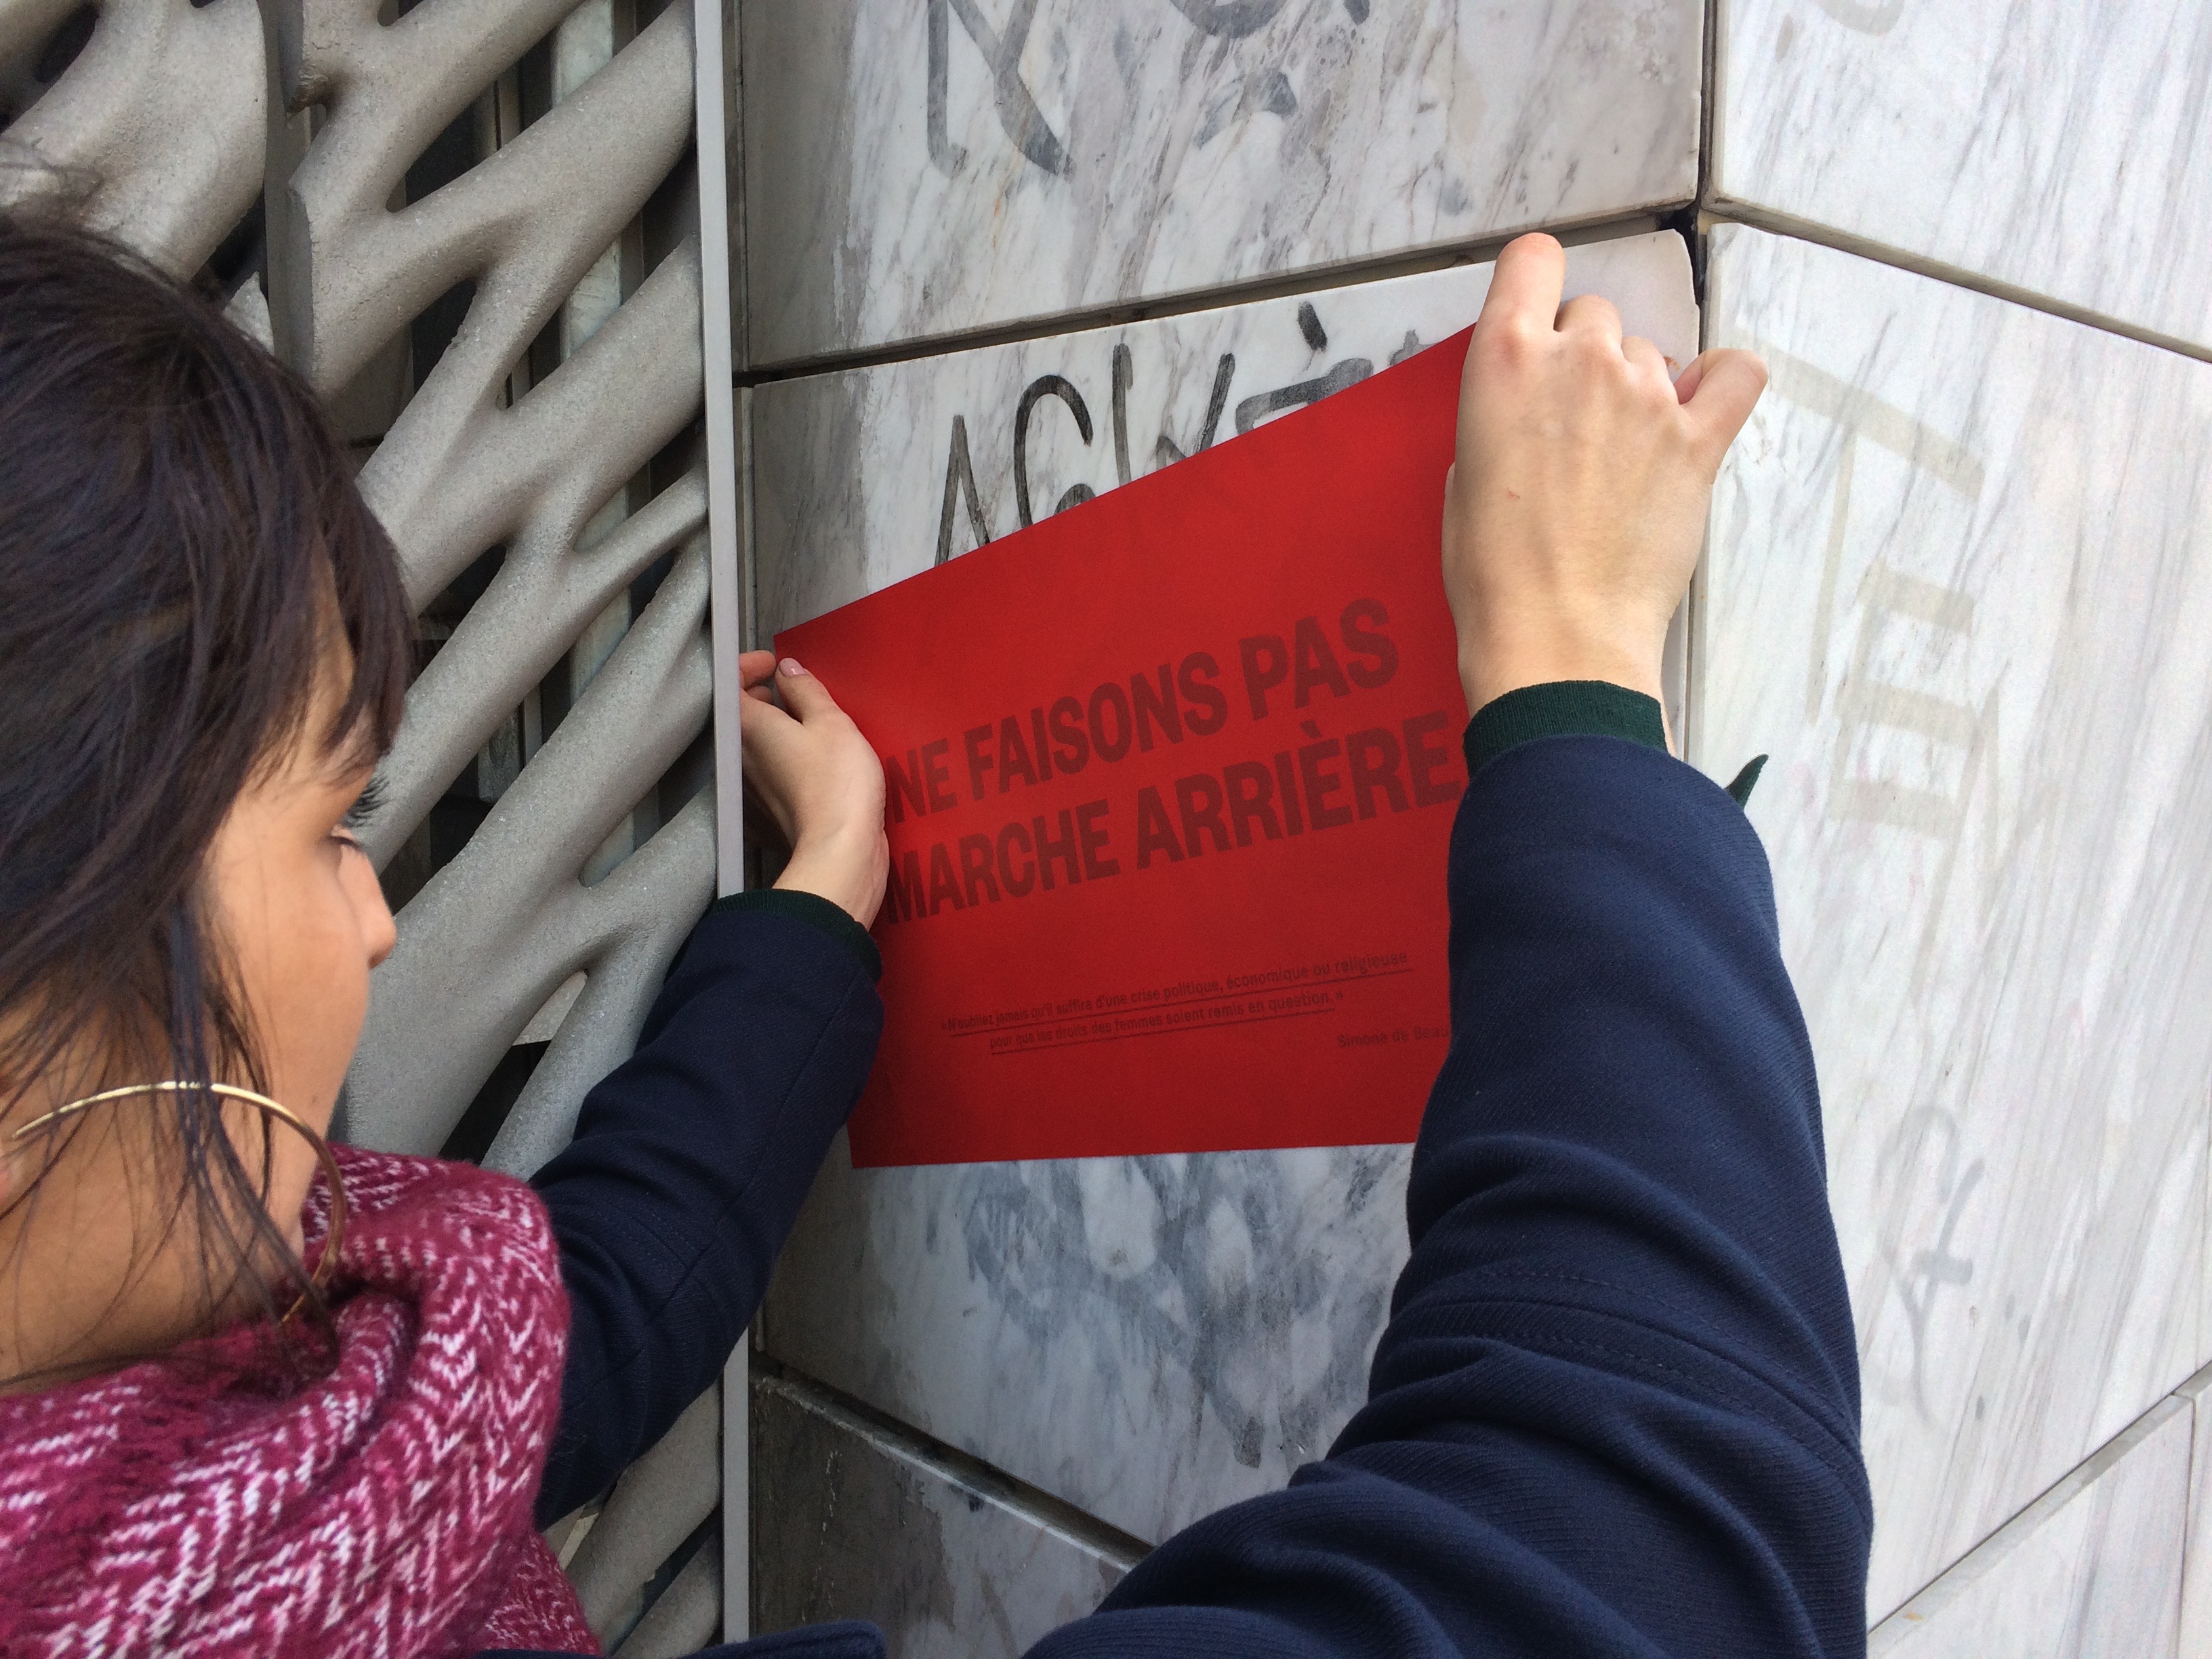 NE FAISONS PAS
MARCHE ARRIÈRE
«N'oubliez jamais qu'il suffira d'une crise politique, économique ou religieuse
pour que les droits des femmes soient remis en question.»
Simone de Beau